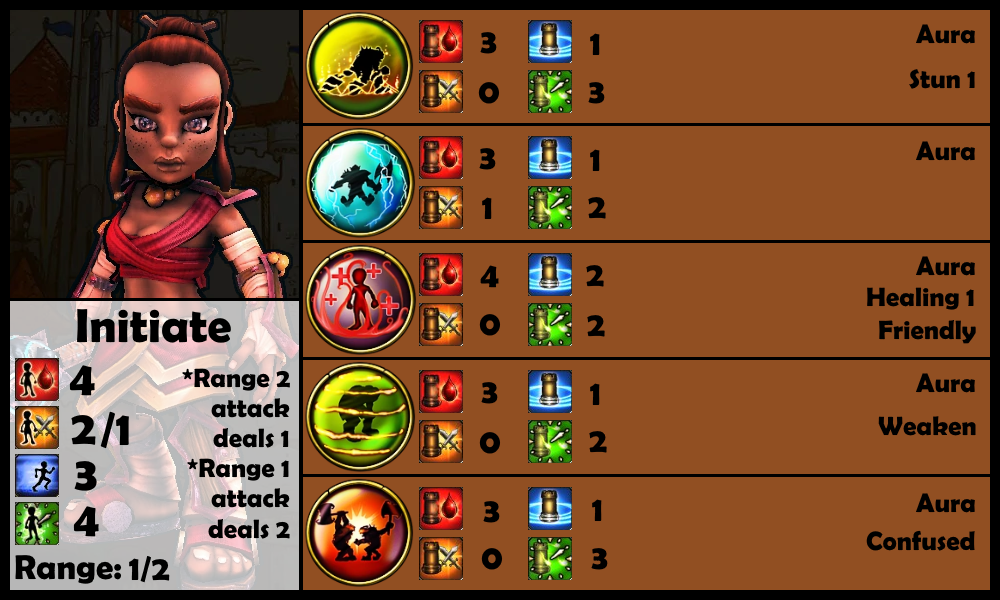 Initiate
4
*Range 2
attack
deals 1
2/1
3
*Range 1
attack
deals 2
4
Range: 1/2
3 1 Aura
0 3 Stun 1
3 1 Aura
1 2
4 2 Aura
Healing 1
0 2 Friendly
3 1 Aura
0 2 Weaken
3 1 Aura
0 3 Confused